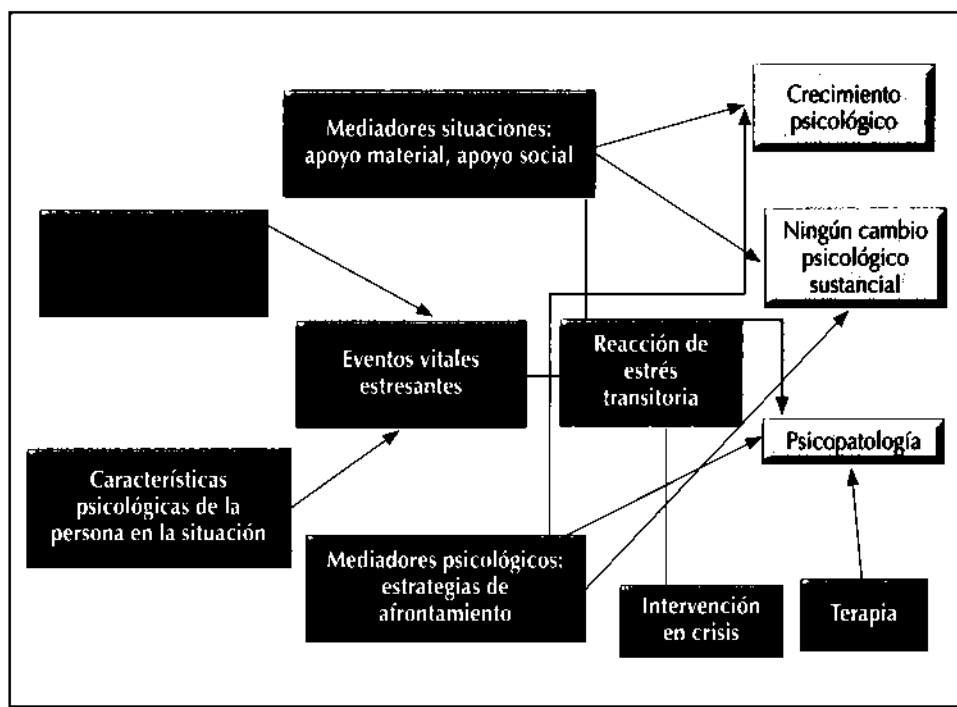 Mediadores situaciones:
apoyo material, apoyo social
Crecimiento
psicológico
Ningún cambio
psicológico
sustancial
Eventos vitales
estresantes
Reacción de
estrés
transitoria
Psicopatología
Características
psicológicas de la
persona en la situación
Mediadores psicológicos:
estrategias de
afrontamiento
Intervención
en crisis
Terapia